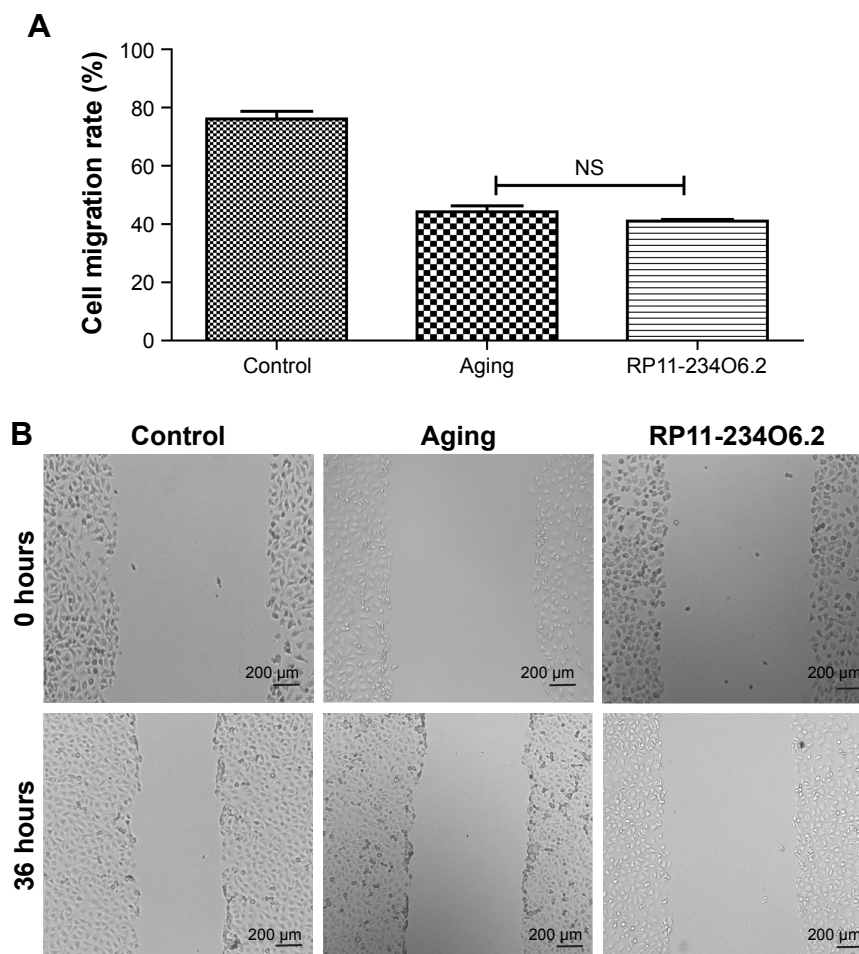 A
Cell migration rate (%)
100
80
60
40
20
0
NS
Control
Aging
RP11-234O6.2
B
Control
Aging
RP11-234O6.2
0 hours
200 µm
200 µm
200 µm
36 hours
200 µm
200 µm
200 µm